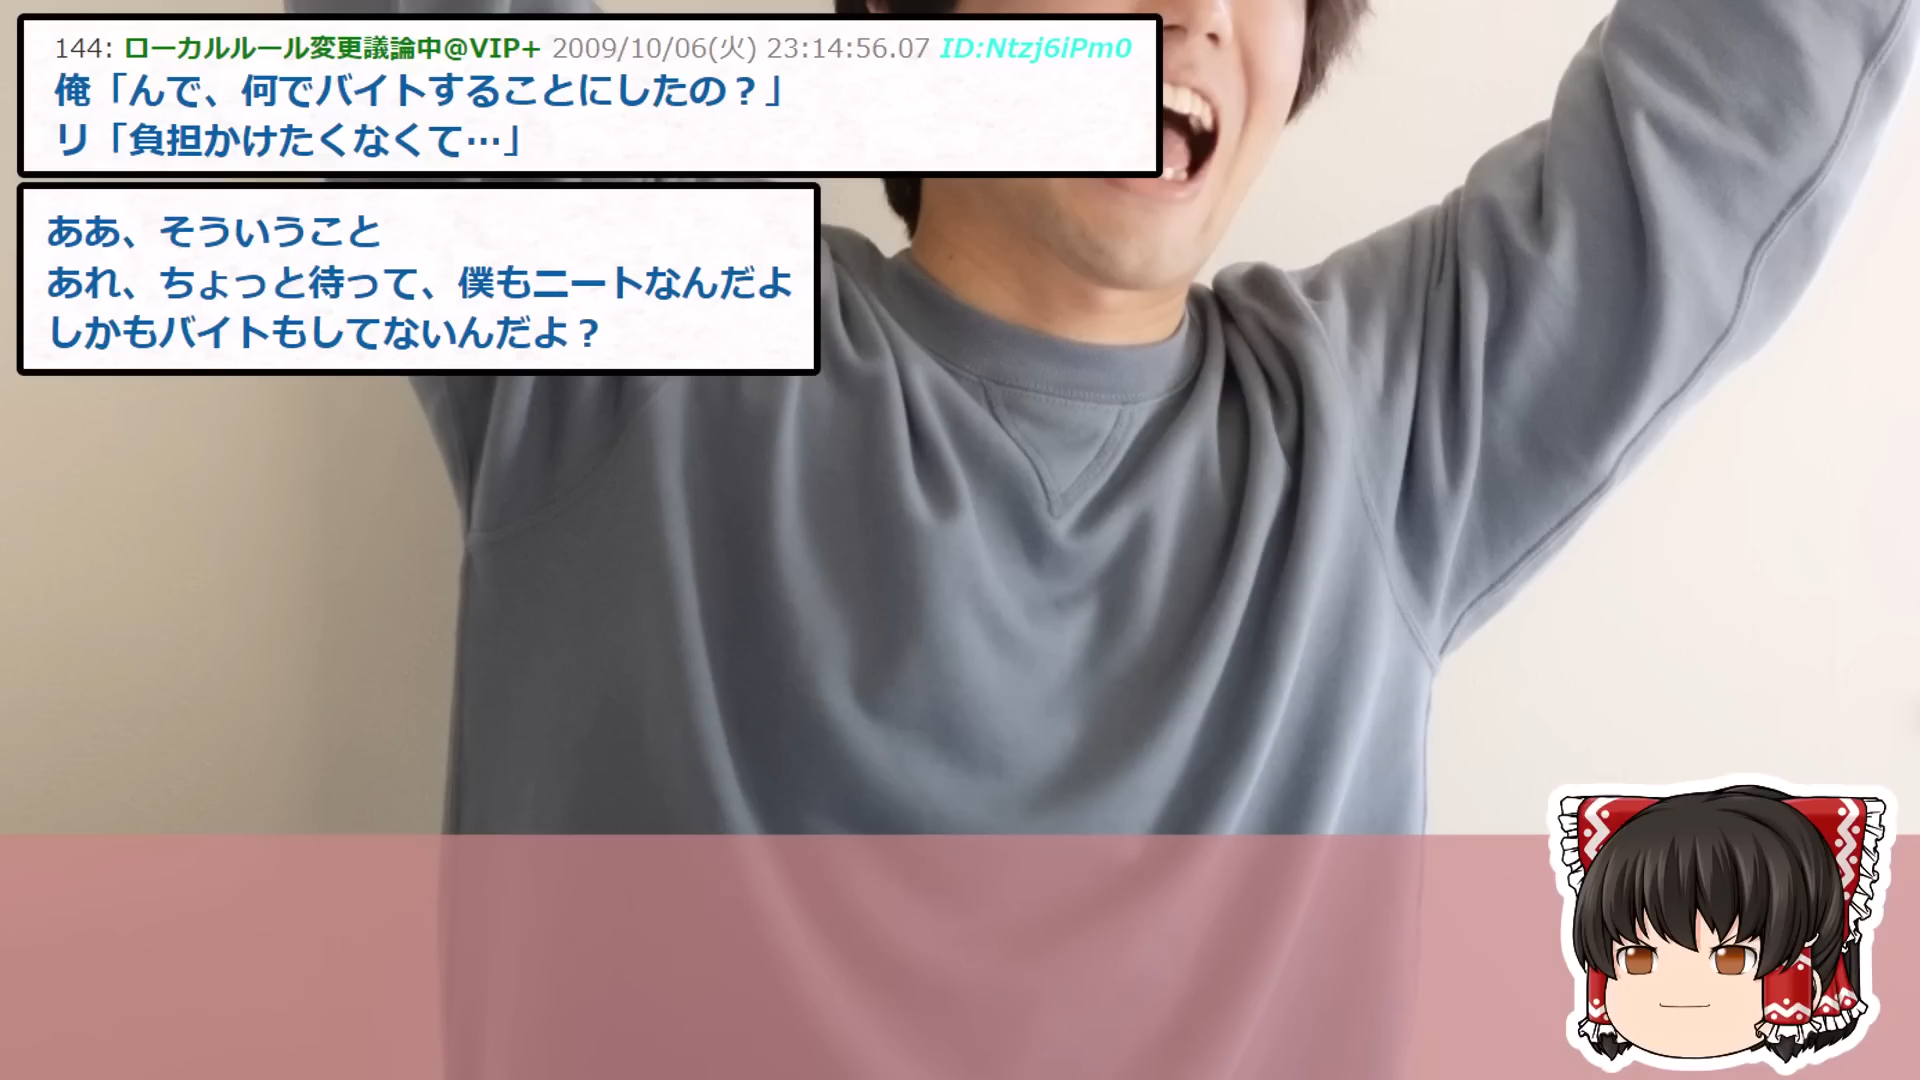 144: ローカルルール変更議論中@VIP+ 2009/10/06(火) 23:14:56.07 ID:Ntzj6iPm0
俺「んで、何でバイトすることにしたの？」
リ「負担かけたくなくて…」
ああ、そういうこと
あれ、ちょっと待って、僕もニートなんだよ
しかもバイトもしてないんだよ？